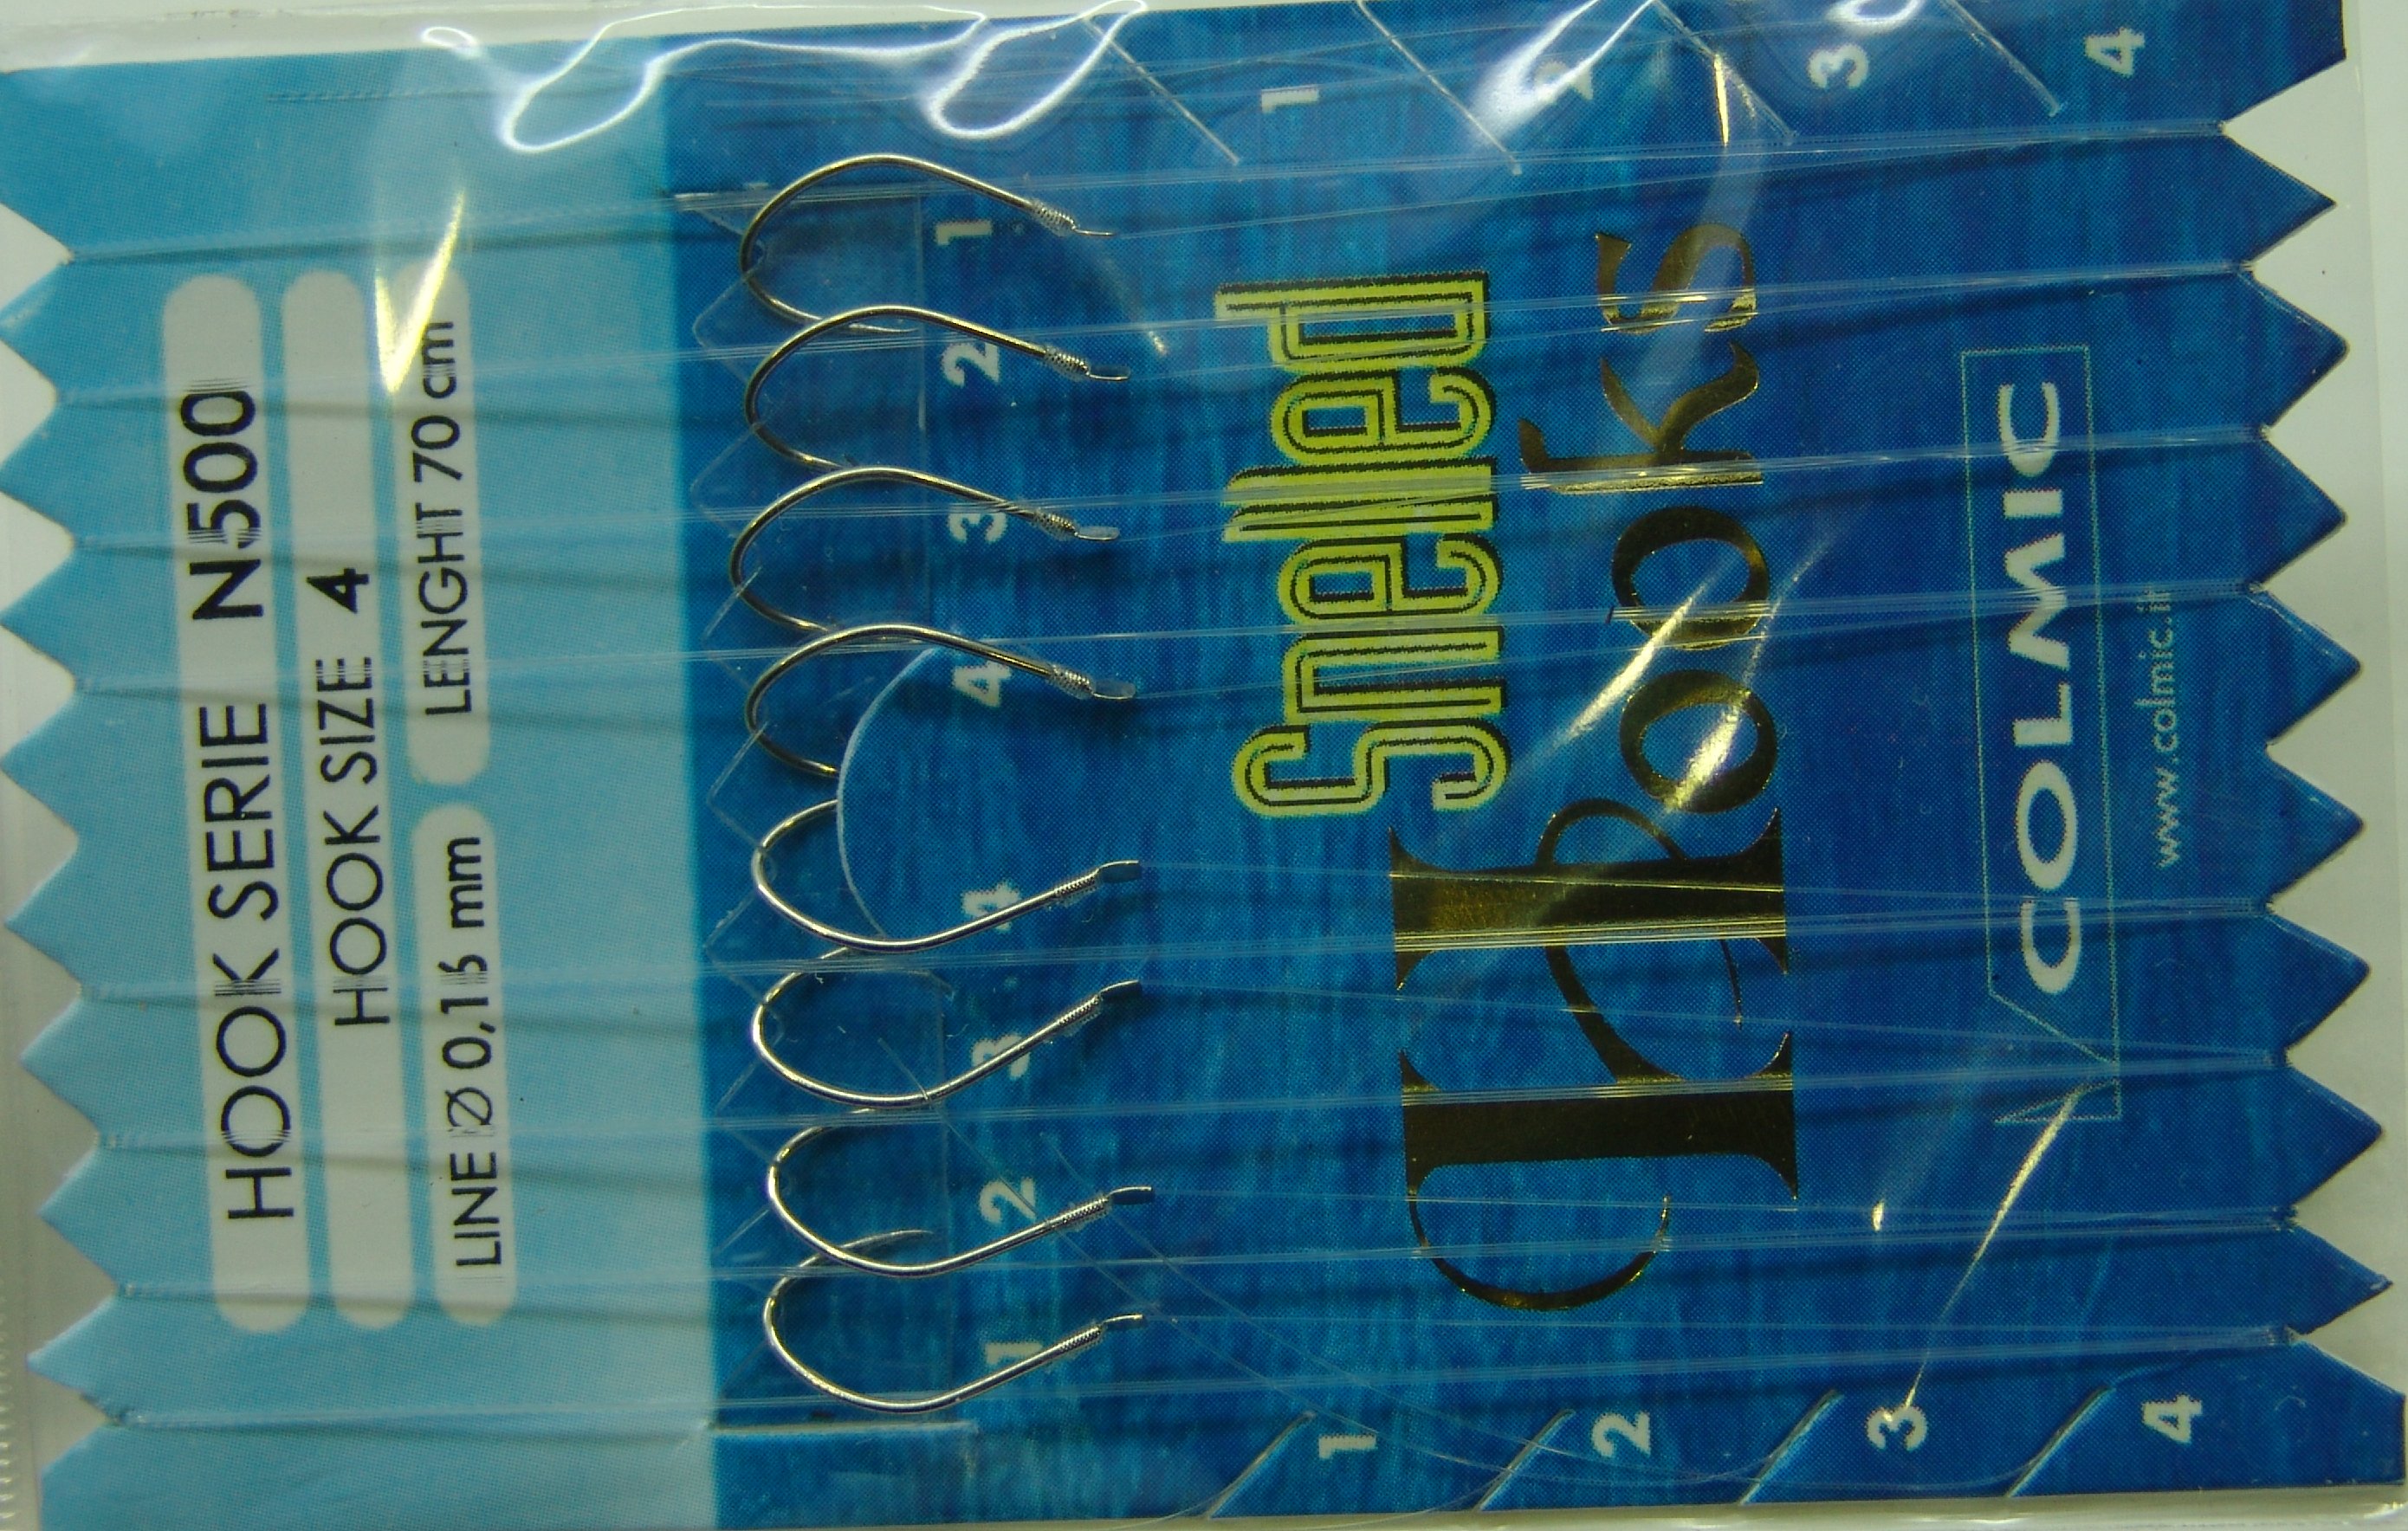 HOOK SERIE N500
HOOK SIZE 4
LINE Ø 0,16 mm LENGHT 70 cm
1 2 3 4 4 3 2 1
1 1
Snelled
2 2
Hooks
3 3
COLMIC
4 4
www.colmic.it